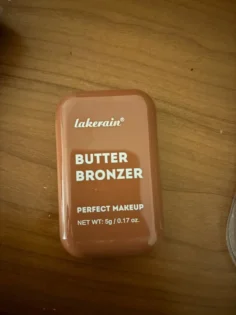 lakerain®
BUTTER
BRONZER
PERFECT MAKEUP
NET WT: 5g / 0.17 oz.